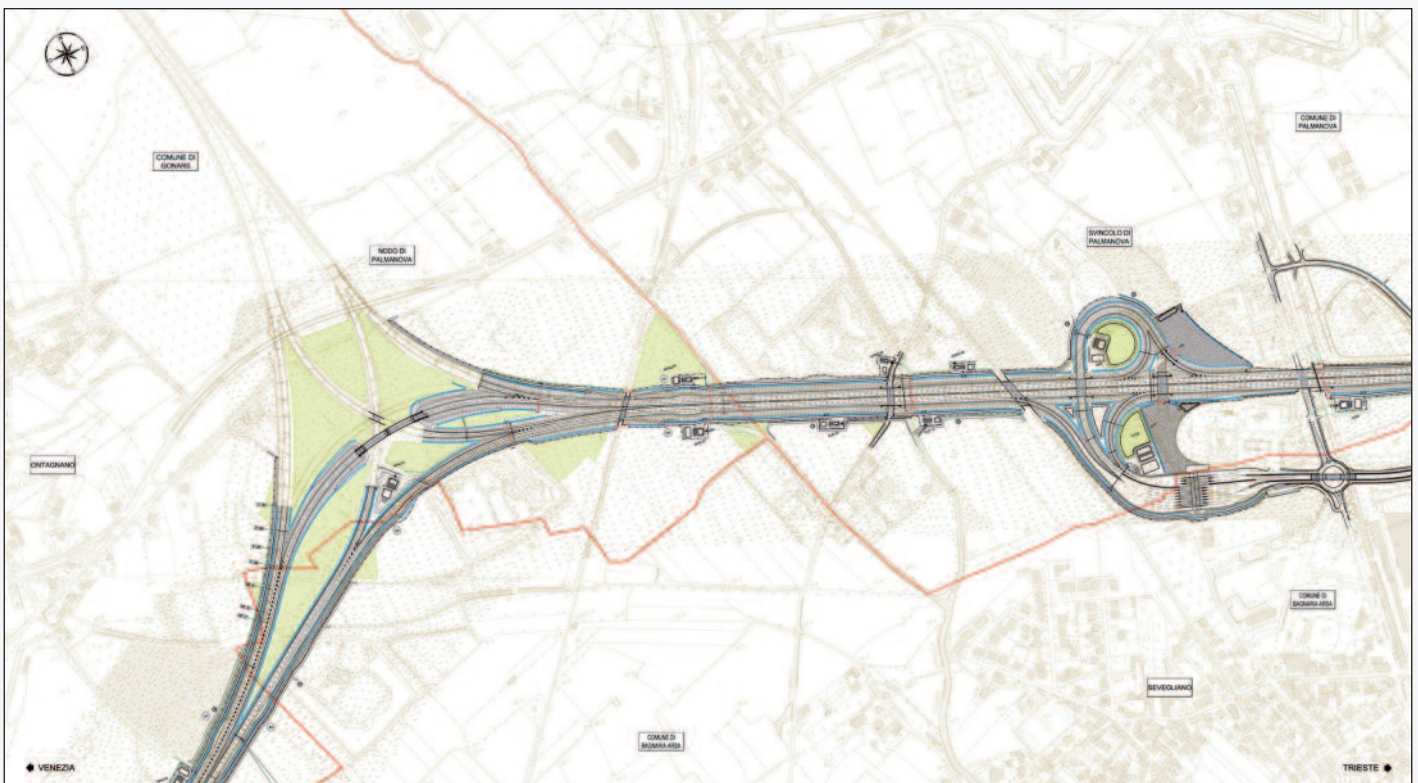 COMUNE DI
PALMANOVA
COMUNE DI
GONARS
SVINCOLO DI
PALMANOVA
NODO DI
PALMANOVA
ONTAGNANO
COMUNE DI
BAGNARIA ARSA
SEVEGLIANO
COMUNE DI
BAGNARIA ARSA
VENEZIA
TRIESTE